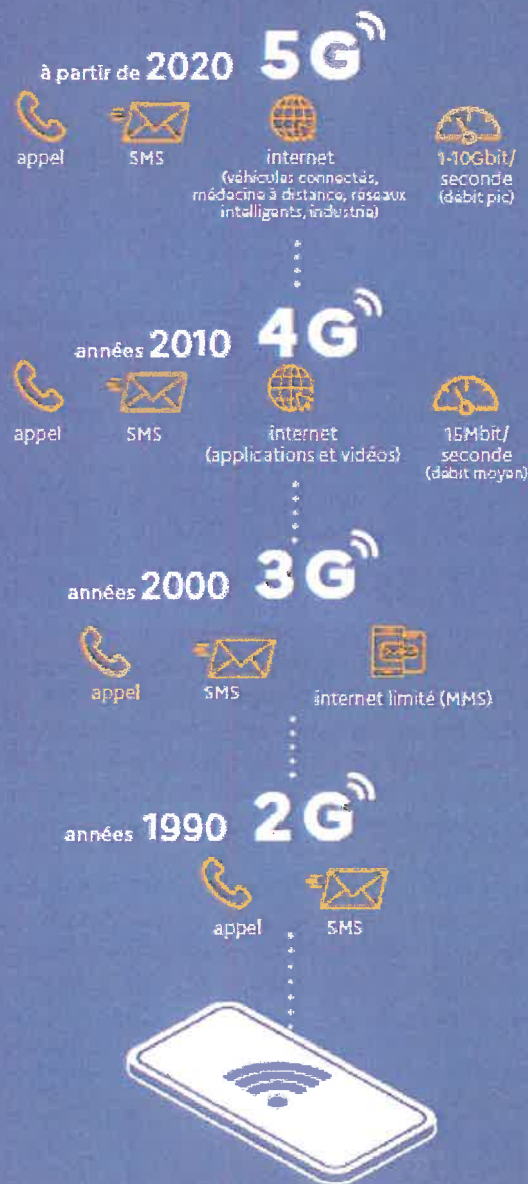 à partir de 2020 5G
appel
SMS
internet
(véhicules connectés,
médecine à distance, réseaux
intelligents, industrie)
1-10Gbit/
seconde
(débit pic)
années 2010 4G
appel
SMS
internet
(applications et vidéos)
15Mbit/
seconde
(débit moyen)
années 2000 3G
appel
SMS
internet limité (MMS)
années 1990 2G
appel
SMS